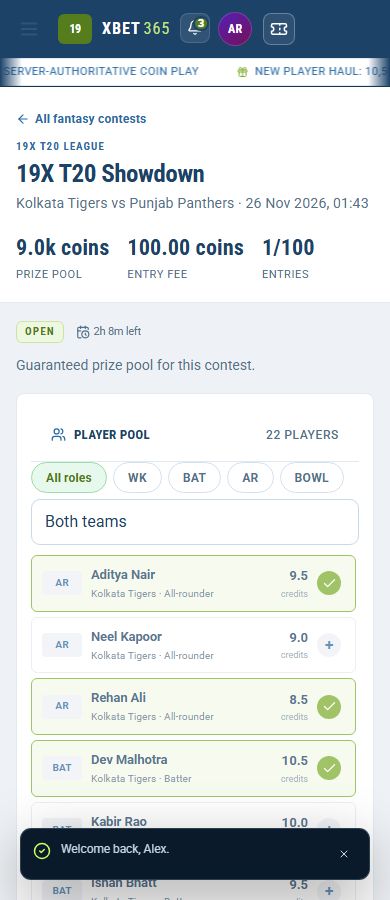 19
XBET 365
3
AR
SERVER-AUTHORITATIVE COIN PLAY
NEW PLAYER HAUL: 10,5
← All fantasy contests
19X T20 LEAGUE
19X T20 Showdown
Kolkata Tigers vs Punjab Panthers · 26 Nov 2026, 01:43
9.0k coins
100.00 coins
1/100
PRIZE POOL
ENTRY FEE
ENTRIES
OPEN
2h 8m left
Guaranteed prize pool for this contest.
PLAYER POOL
22 PLAYERS
All roles
WK
BAT
AR
BOWL
Both teams
AR
Aditya Nair
Kolkata Tigers · All-rounder
9.5
credits
AR
Neel Kapoor
Kolkata Tigers · All-rounder
9.0
credits
+
AR
Rehan Ali
Kolkata Tigers · All-rounder
8.5
credits
BAT
Dev Malhotra
Kolkata Tigers · Batter
10.5
credits
BAT
Kabir Rao
10.0
Welcome back, Alex.
×
BAT
Ishan Bhatt
9.5
+